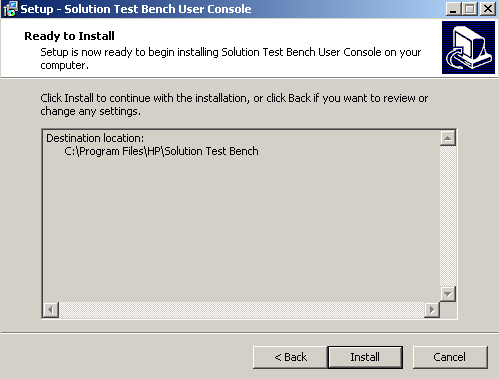 Setup - Solution Test Bench User Console
Ready to Install
Setup is now ready to begin installing Solution Test Bench User Console on your
computer.
Click Install to continue with the installation, or click Back if you want to review or
change any settings.
Destination location:
C:\Program Files\HP\Solution Test Bench
< Back
Install
Cancel